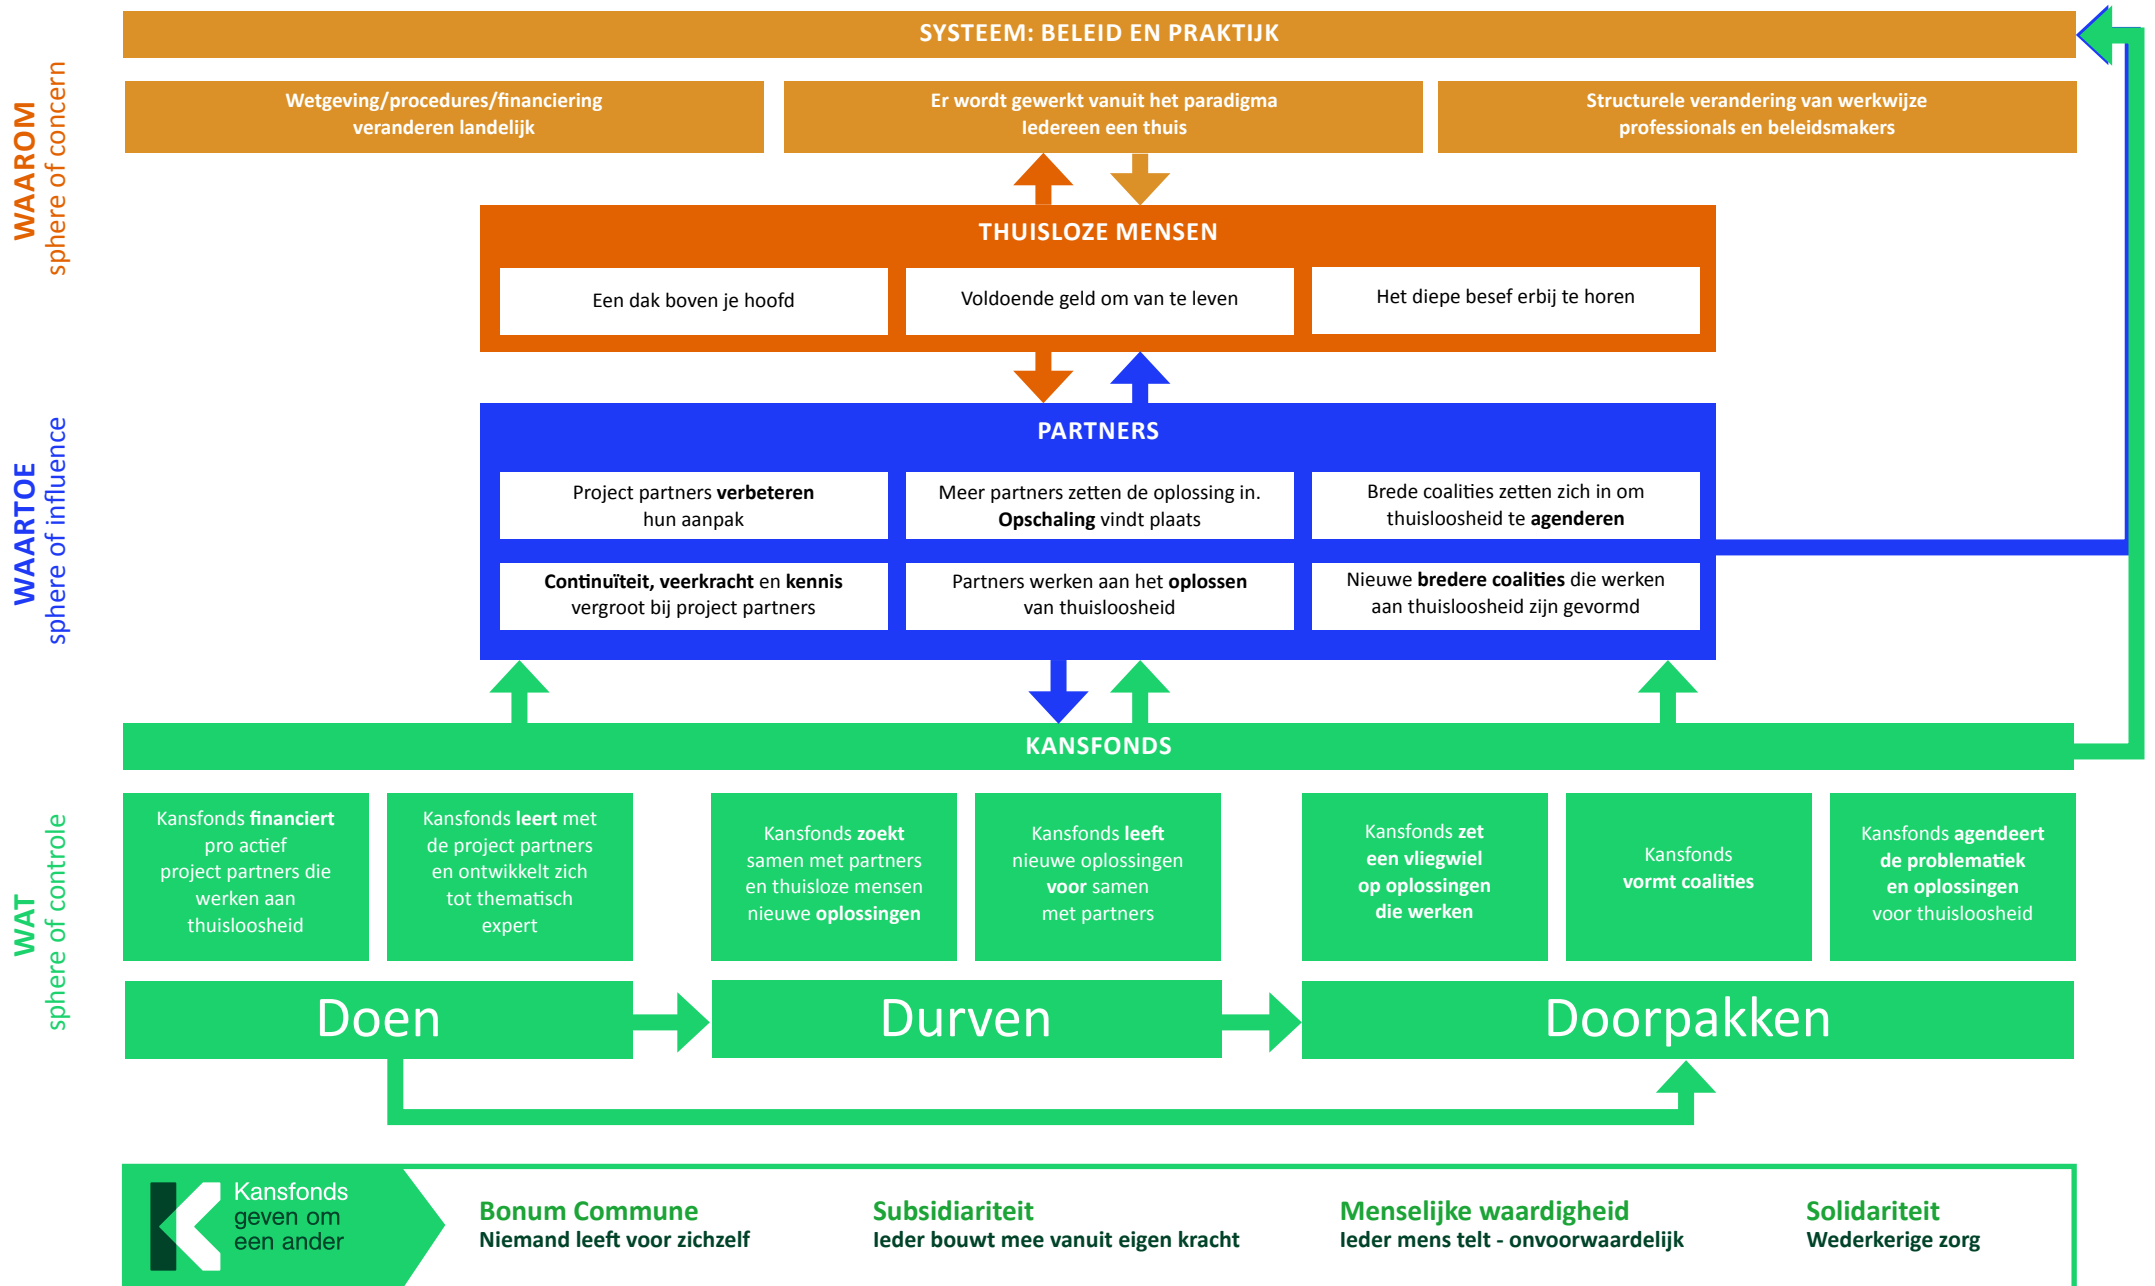 SYSTEEM: BELEID EN PRAKTIJK
WAAROM
sphere of concern
Wetgeving/procedures/financiering
veranderen landelijk
Er wordt gewerkt vanuit het paradigma
Iedereen een thuis
Structurele verandering van werkwijze
professionals en beleidsmakers
THUISLOZE MENSEN
Een dak boven je hoofd
Voldoende geld om van te leven
Het diepe besef erbij te horen
WAARTOE
sphere of influence
PARTNERS
Project partners verbeteren
hun aanpak
Meer partners zetten de oplossing in.
Opschaling vindt plaats
Brede coalities zetten zich in om
thuisloosheid te agenderen
Continuïteit, veerkracht en kennis
vergroot bij project partners
Partners werken aan het oplossen
van thuisloosheid
Nieuwe bredere coalities die werken
aan thuisloosheid zijn gevormd
WAT
sphere of controle
KANSFONDS
Kansfonds financiert
pro actief
project partners die
werken aan
thuisloosheid
Kansfonds leert met
de project partners
en ontwikkelt zich
tot thematisch
expert
Kansfonds zoekt
samen met partners
en thuisloze mensen
nieuwe oplossingen
Kansfonds leeft
nieuwe oplossingen
voor samen
met partners
Kansfonds zet
een vliegwiel
op oplossingen
die werken
Kansfonds
vormt coalities
Kansfonds agendeert
de problematiek
en oplossingen
voor thuisloosheid
Doen
Durven
Doorpakken
Kansfonds
geven om
een ander
Bonum Commune
Niemand leeft voor zichzelf
Subsidiariteit
Ieder bouwt mee vanuit eigen kracht
Menselijke waardigheid
Ieder mens telt - onvoorwaardelijk
Solidariteit
Wederkerige zorg